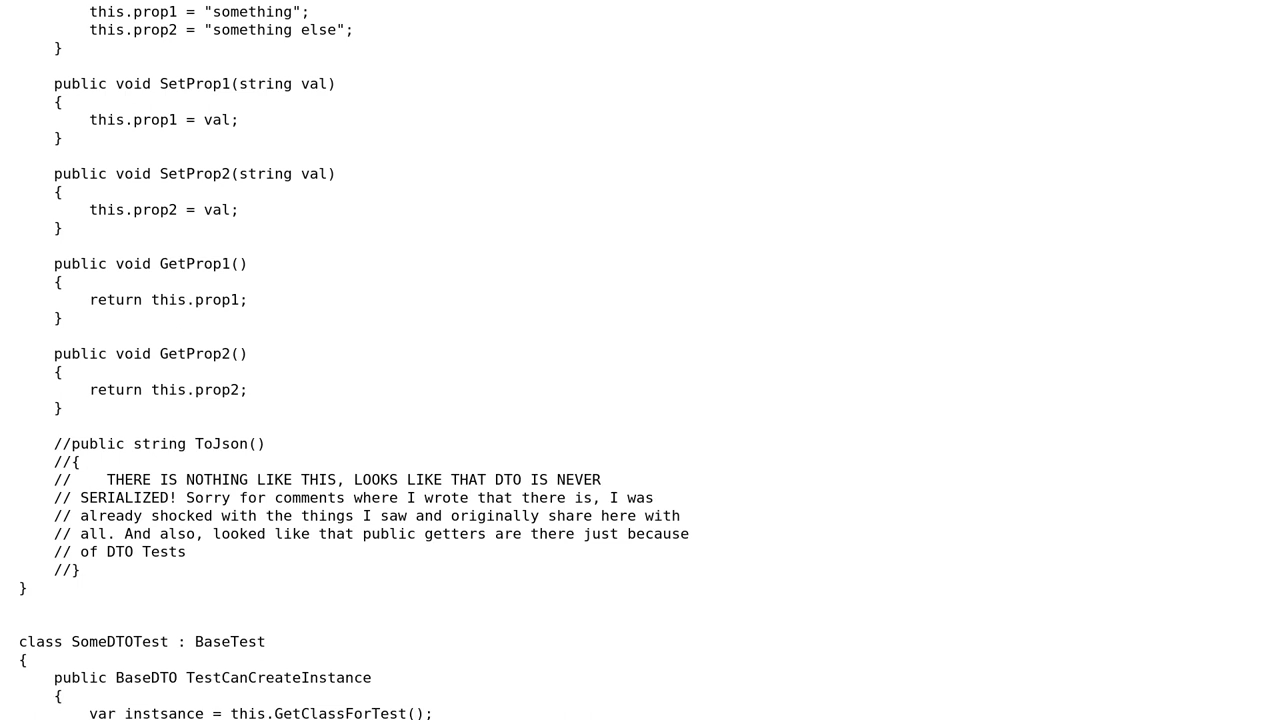 this.prop1 = "something";
        this.prop2 = "something else";
    }

    public void SetProp1(string val)
    {
        this.prop1 = val;
    }

    public void SetProp2(string val)
    {
        this.prop2 = val;
    }

    public void GetProp1()
    {
        return this.prop1;
    }

    public void GetProp2()
    {
        return this.prop2;
    }

    //public string ToJson()
    //{
    //    THERE IS NOTHING LIKE THIS, LOOKS LIKE THAT DTO IS NEVER
    // SERIALIZED! Sorry for comments where I wrote that there is, I was
    // already shocked with the things I saw and originally share here with
    // all. And also, looked like that public getters are there just because
    // of DTO Tests
    //}
}


class SomeDTOTest : BaseTest
{
    public BaseDTO TestCanCreateInstance
    {
        var instsance = this.GetClassForTest();